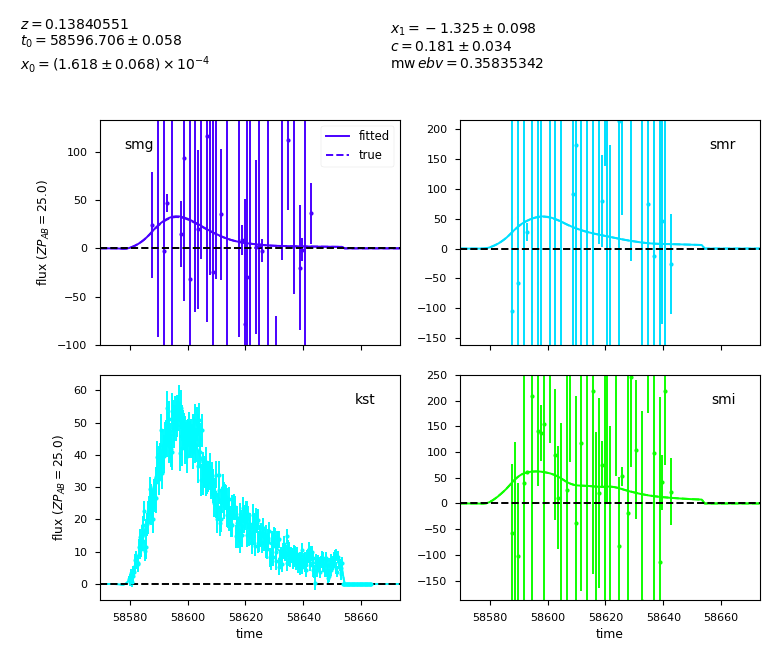 z = 0.13840551
t0 = 58596.706 ± 0.058
x0 = (1.618 ± 0.068) × 10^−4
x1 = −1.325 ± 0.098
c = 0.181 ± 0.034
mw ebv = 0.35835342
smg
fitted
true
100
50
0
−50
−100
flux (ZP_AB = 25.0)
smr
200
150
100
50
0
−50
−100
−150
kst
60
50
40
30
20
10
0
flux (ZP_AB = 25.0)
58580 58600 58620 58640 58660
time
smi
250
200
150
100
50
0
−50
−100
−150
58580 58600 58620 58640 58660
time